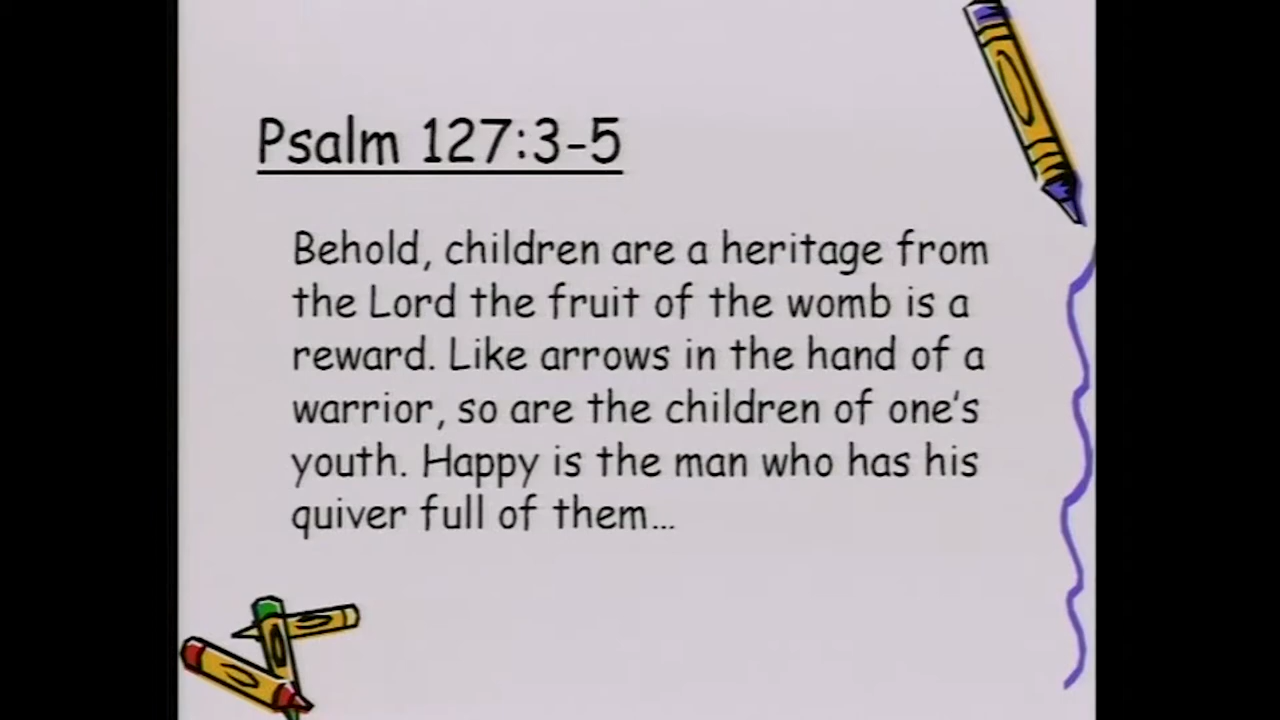 Psalm 127:3-5
Behold, children are a heritage from
the Lord the fruit of the womb is a
reward. Like arrows in the hand of a
warrior, so are the children of one's
youth. Happy is the man who has his
quiver full of them...